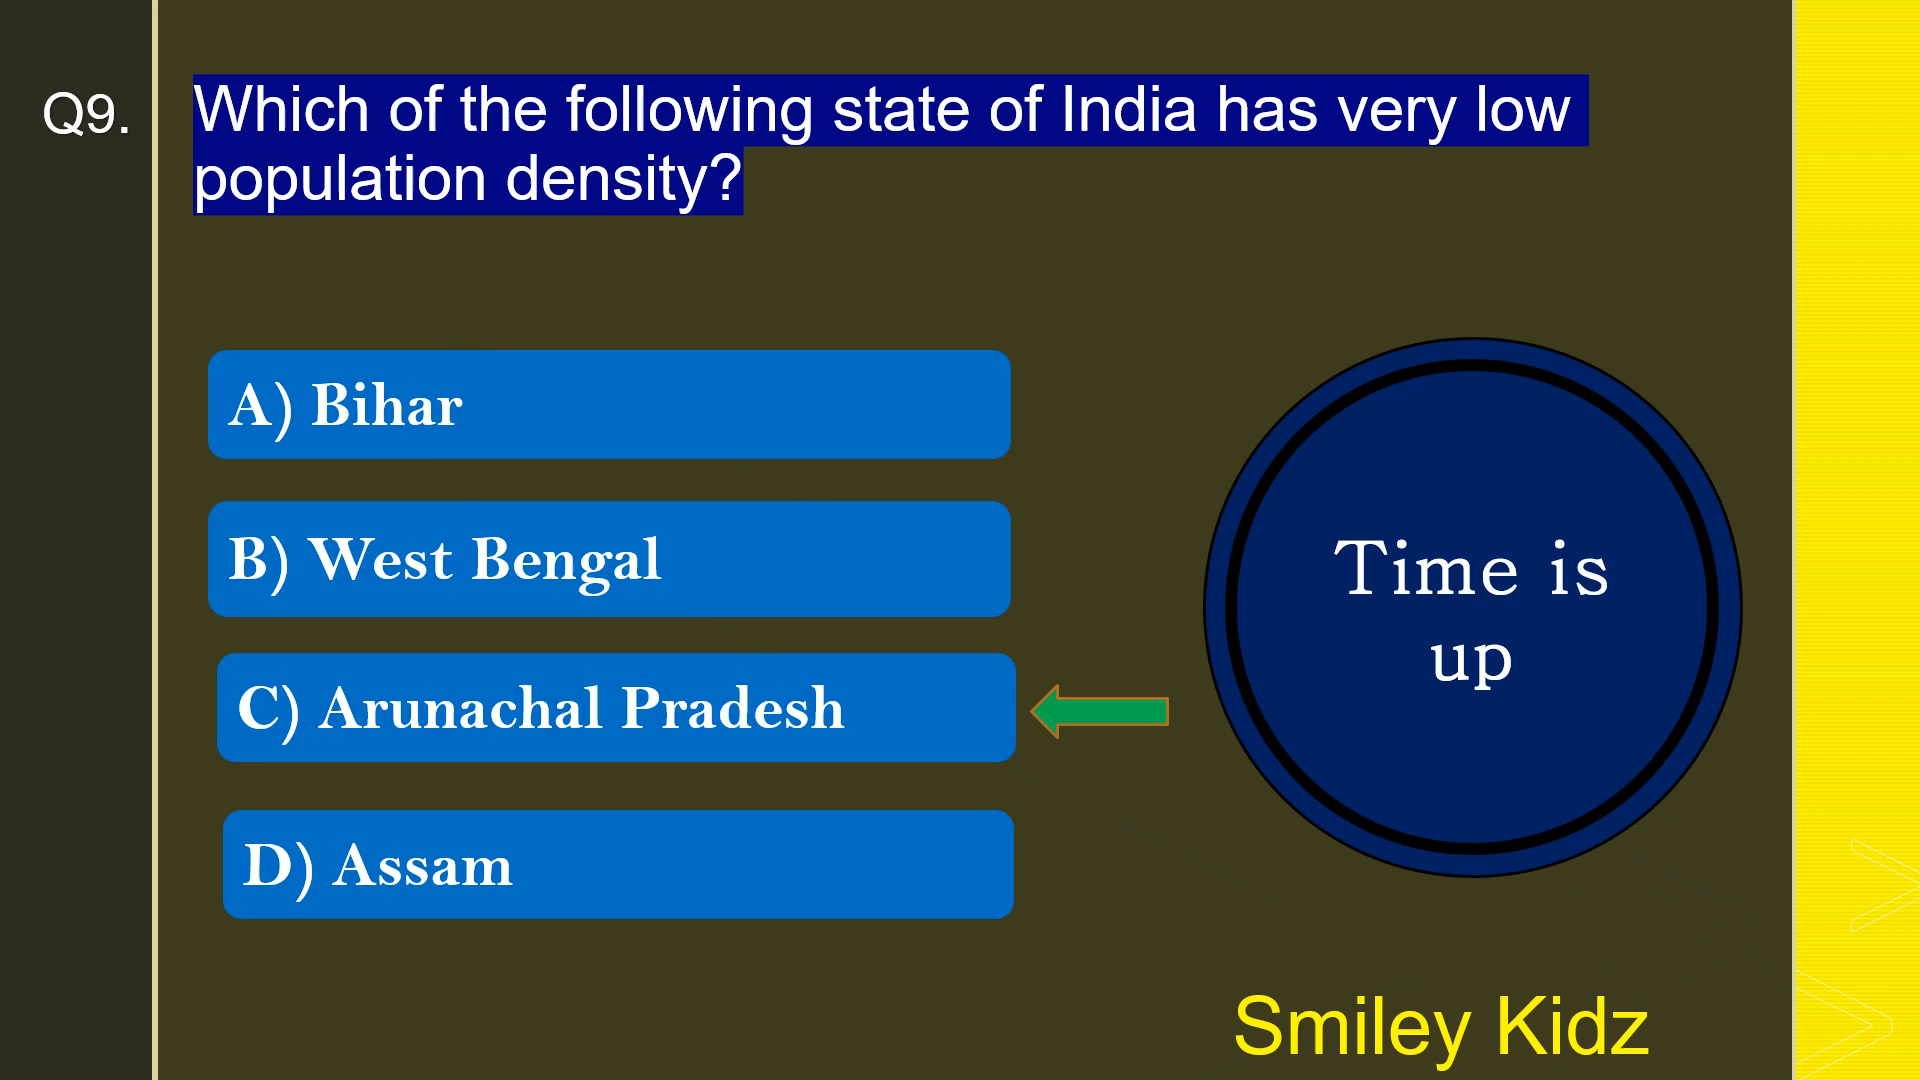 Q9.
Which of the following state of India has very low
population density?
A) Bihar
B) West Bengal
C) Arunachal Pradesh
D) Assam
Time is
up
Smiley Kidz